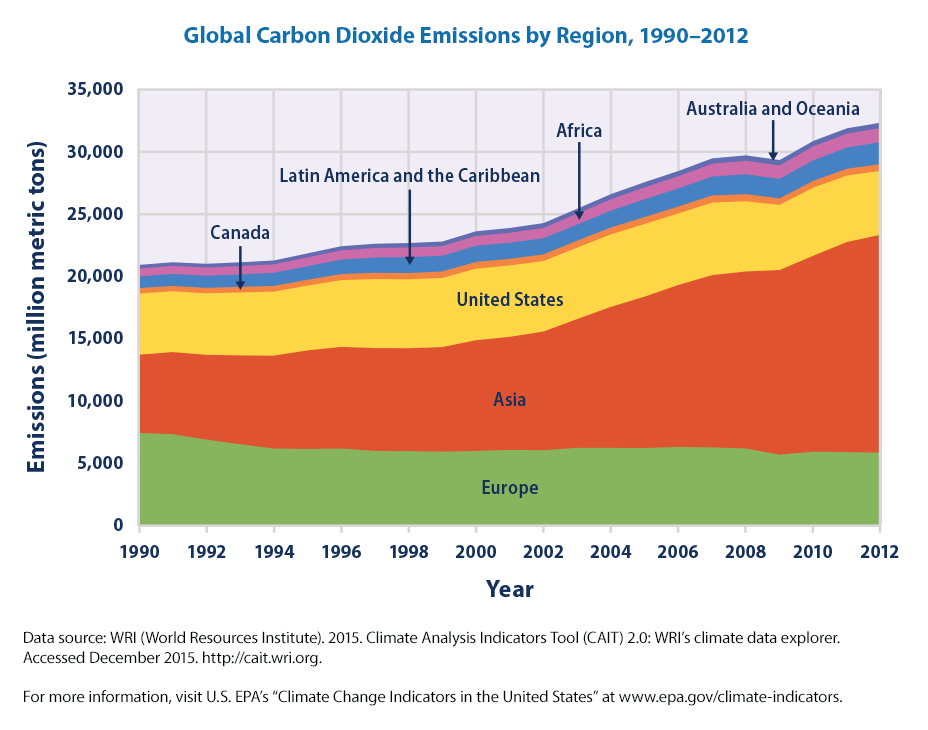 Global Carbon Dioxide Emissions by Region, 1990–2012
Emissions (million metric tons)
35,000
30,000
25,000
20,000
15,000
10,000
5,000
0
Australia and Oceania
Africa
Latin America and the Caribbean
Canada
United States
Asia
Europe
1990 1992 1994 1996 1998 2000 2002 2004 2006 2008 2010 2012
Year
Data source: WRI (World Resources Institute). 2015. Climate Analysis Indicators Tool (CAIT) 2.0: WRI’s climate data explorer.
Accessed December 2015. http://cait.wri.org.
For more information, visit U.S. EPA’s “Climate Change Indicators in the United States” at www.epa.gov/climate-indicators.